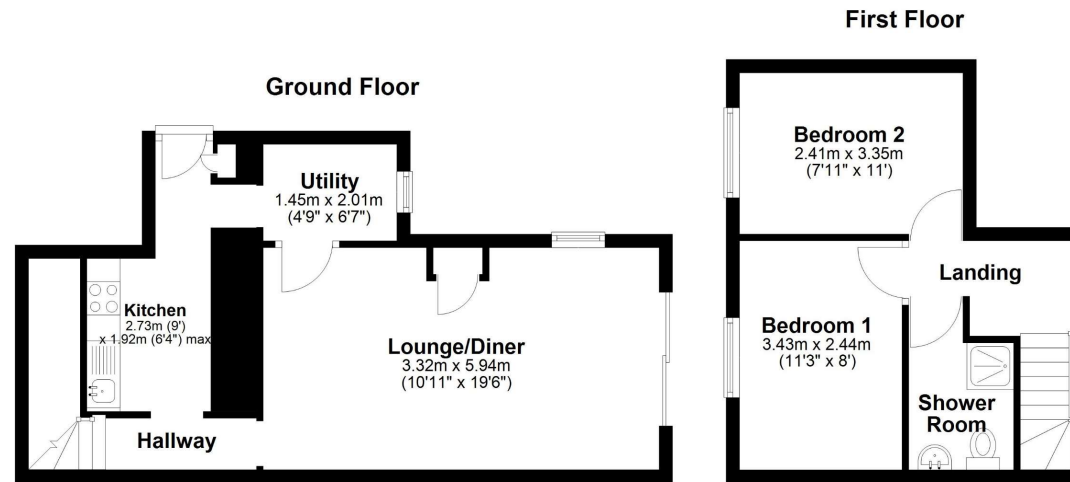 Ground Floor
Utility
1.45m x 2.01m
(4'9" x 6'7")
Kitchen
2.73m (9')
x 1.92m (6'4") max
Lounge/Diner
3.32m x 5.94m
(10'11" x 19'6")
Hallway
First Floor
Bedroom 2
2.41m x 3.35m
(7'11" x 11')
Landing
Bedroom 1
3.43m x 2.44m
(11'3" x 8')
Shower
Room